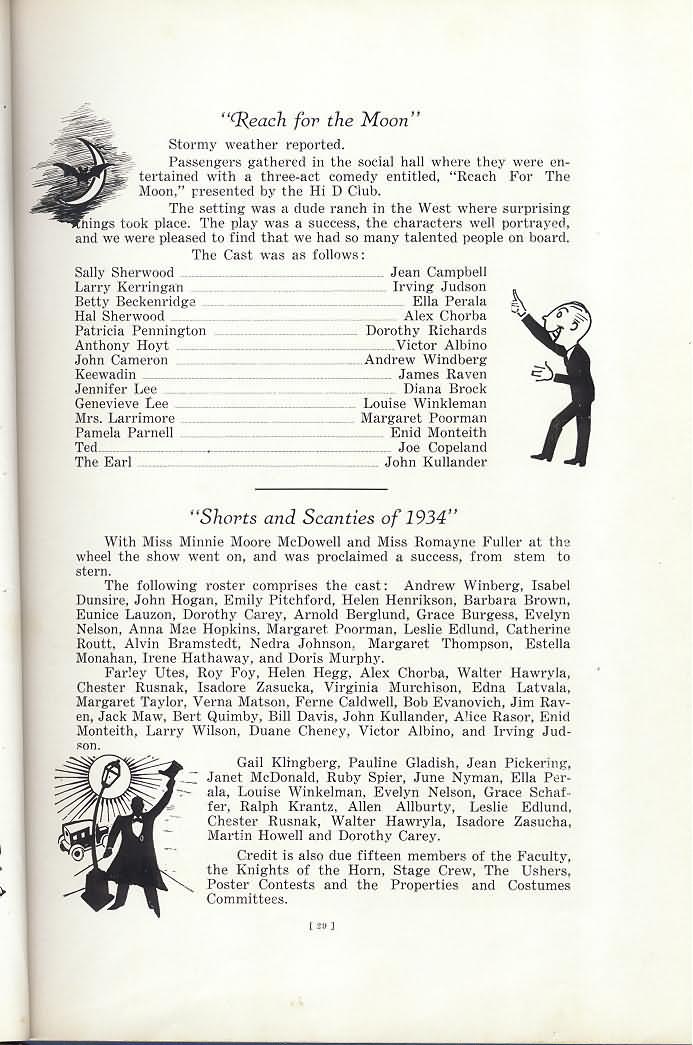 "Reach for the Moon"
Stormy weather reported.
Passengers gathered in the social hall where they were en-
tertained with a three-act comedy entitled, "Reach For The
Moon," presented by the Hi D Club.
The setting was a dude ranch in the West where surprising
things took place. The play was a success, the characters well portrayed,
and we were pleased to find that we had so many talented people on board.
The Cast was as follows:
Sally Sherwood Jean Campbell
Larry Kerringan Irving Judson
Betty Beckenridge Ella Perala
Hal Sherwood Alex Chorba
Patricia Pennington Dorothy Richards
Anthony Hoyt Victor Albino
John Cameron Andrew Windberg
Keewadin James Raven
Jennifer Lee Diana Brock
Genevieve Lee Louise Winkleman
Mrs. Larrimore Margaret Poorman
Pamela Parnell Enid Monteith
Ted Joe Copeland
The Earl John Kullander
"Shorts and Scanties of 1934"
With Miss Minnie Moore McDowell and Miss Romayne Fuller at the
wheel the show went on, and was proclaimed a success, from stem to
stern.
The following roster comprises the cast: Andrew Winberg, Isabel
Dunsire, John Hogan, Emily Pitchford, Helen Henrikson, Barbara Brown,
Eunice Lauzon, Dorothy Carey, Arnold Berglund, Grace Burgess, Evelyn
Nelson, Anna Mae Hopkins, Margaret Poorman, Leslie Edlund, Catherine
Routt, Alvin Bramstedt, Nedra Johnson, Margaret Thompson, Estella
Monahan, Irene Hathaway, and Doris Murphy.
Farley Utes, Roy Foy, Helen Hegg, Alex Chorba, Walter Hawryla,
Chester Rusnak, Isadore Zasucka, Virginia Murchison, Edna Latvala,
Margaret Taylor, Verna Matson, Ferne Caldwell, Bob Evanovich, Jim Rav-
en, Jack Maw, Bert Quimby, Bill Davis, John Kullander, Alice Rasor, Enid
Monteith, Larry Wilson, Duane Cheney, Victor Albino, and Irving Jud-
son.
Gail Klingberg, Pauline Gladish, Jean Pickering,
Janet McDonald, Ruby Spier, June Nyman, Ella Per-
ala, Louise Winkelman, Evelyn Nelson, Grace Schaf-
fer, Ralph Krantz, Allen Allburty, Leslie Edlund,
Chester Rusnak, Walter Hawryla, Isadore Zasucha,
Martin Howell and Dorothy Carey.
Credit is also due fifteen members of the Faculty,
the Knights of the Horn, Stage Crew, The Ushers,
Poster Contests and the Properties and Costumes
Committees.
[ 29 ]